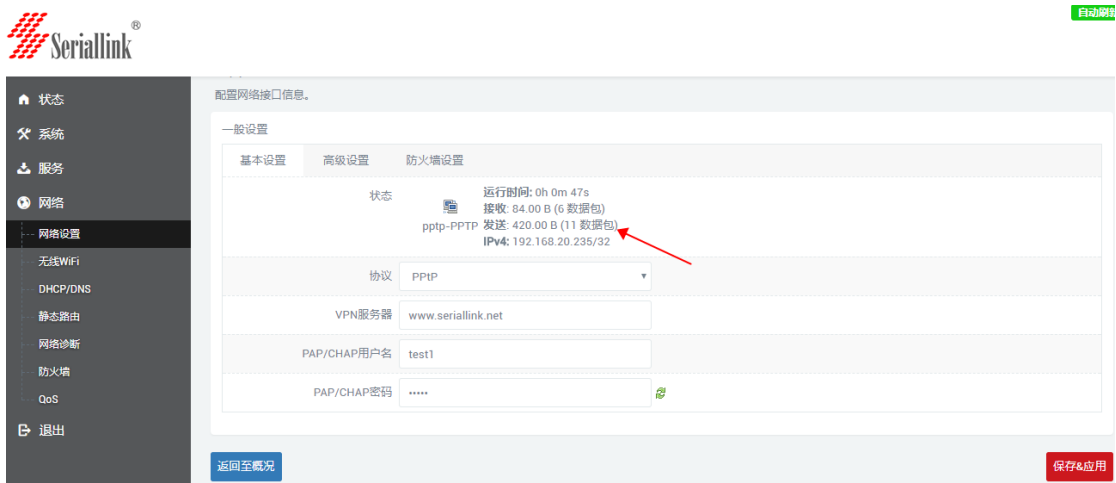 自动刷新
Seriallink®
配置网络接口信息。
状态
系统
服务
网络
网络设置
无线WiFi
DHCP/DNS
静态路由
网络诊断
防火墙
QoS
退出
一般设置
基本设置 高级设置 防火墙设置
状态
pptp-PPTP
运行时间: 0h 0m 47s
接收: 84.00 B (6 数据包)
发送: 420.00 B (11 数据包)
IPv4: 192.168.20.235/32
协议 PPtP
VPN服务器 www.seriallink.net
PAP/CHAP用户名 test1
PAP/CHAP密码 •••••
返回至概况 保存&应用